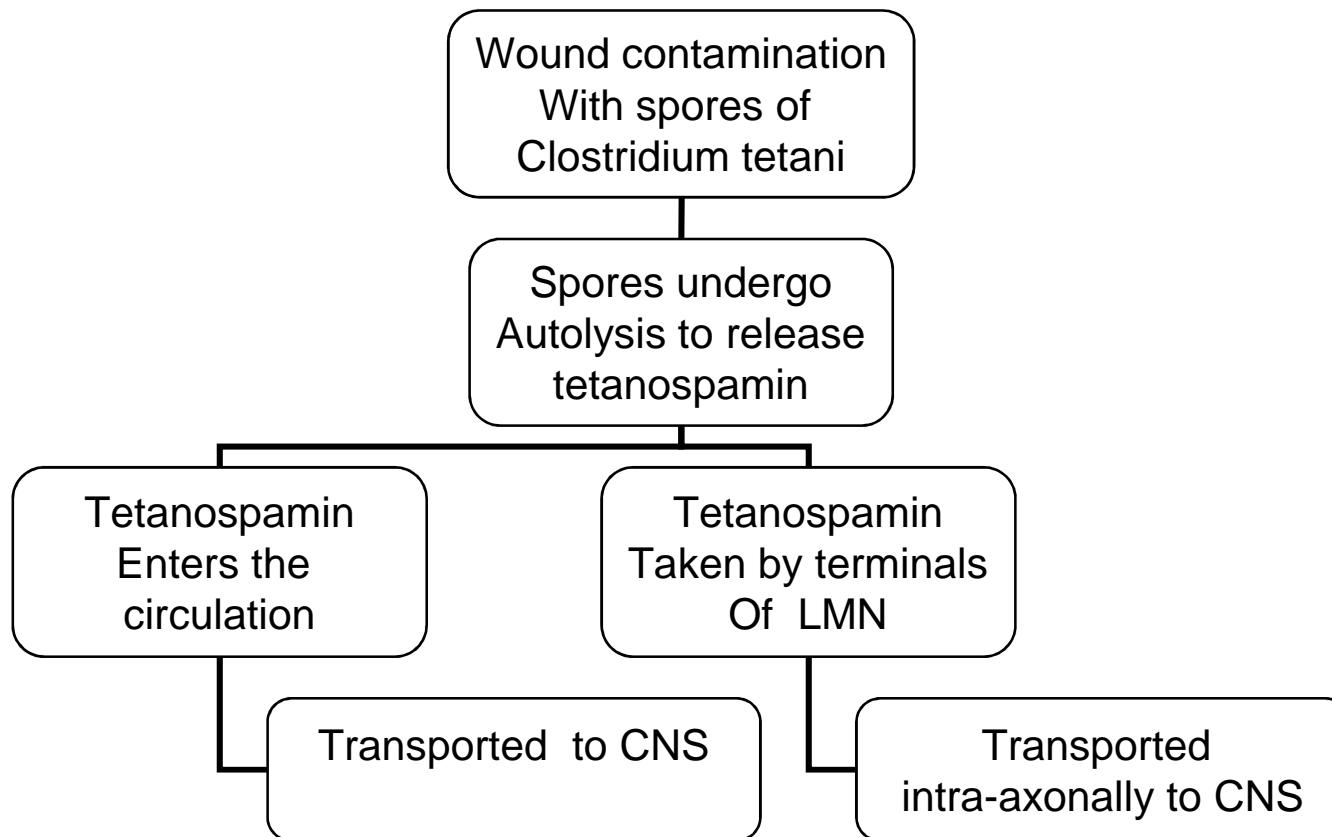 Wound contamination
With spores of
Clostridium tetani
Spores undergo
Autolysis to release
tetanospamin
Tetanospamin
Enters the
circulation
Tetanospamin
Taken by terminals
Of LMN
Transported to CNS
Transported
intra-axonally to CNS